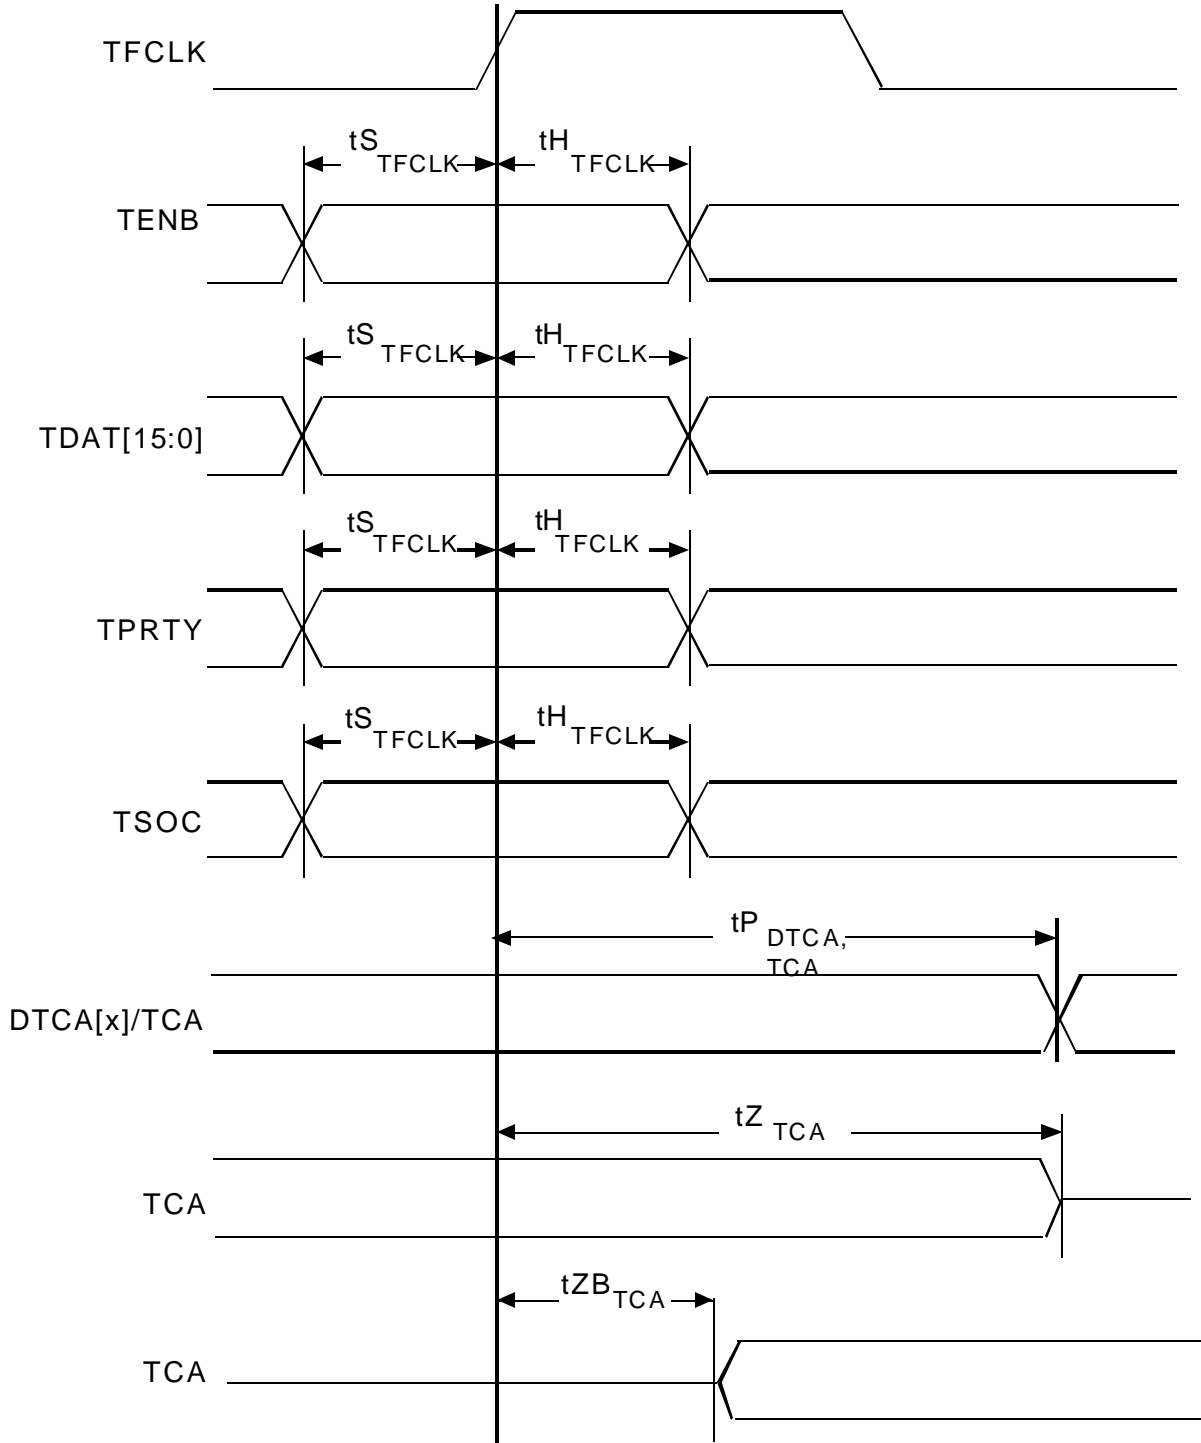 TFCLK
tS TFCLK tH TFCLK
TENB
tS TFCLK tH TFCLK
TDAT[15:0]
tS TFCLK tH TFCLK
TPRTY
tS TFCLK tH TFCLK
TSOC
tP DTCA,
TCA
DTCA[x]/TCA
tZ TCA
TCA
tZB TCA
TCA